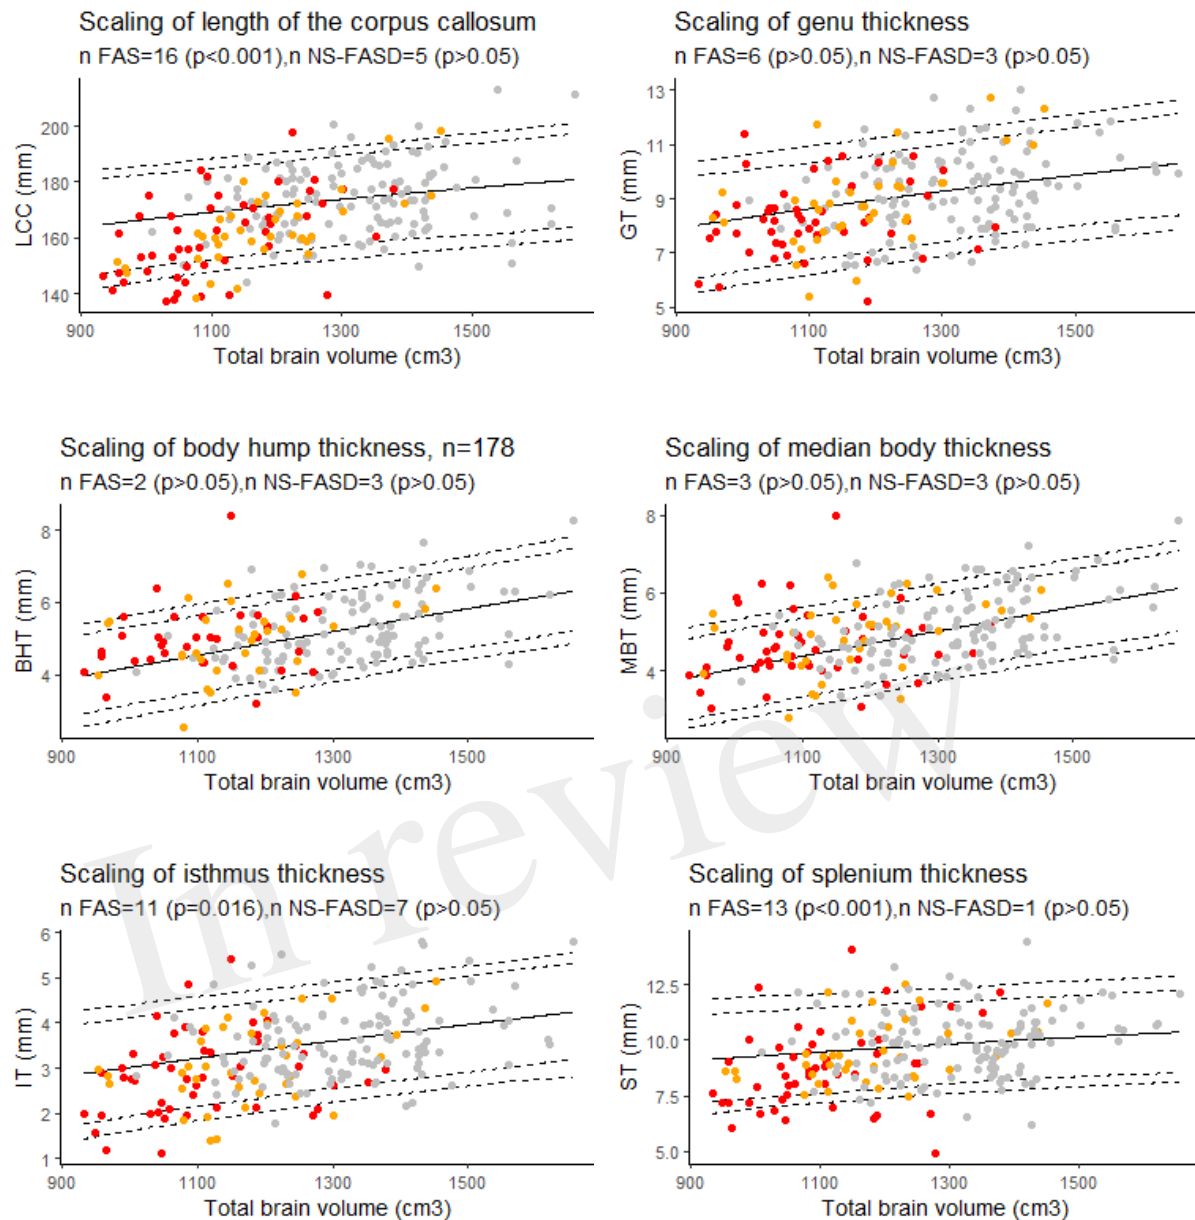 Scaling of length of the corpus callosum
n FAS=16 (p<0.001),n NS-FASD=5 (p>0.05)
LCC (mm)
200
180
160
140
900 1100 1300 1500
Total brain volume (cm3)
Scaling of genu thickness
n FAS=6 (p>0.05),n NS-FASD=3 (p>0.05)
GT (mm)
13
11
9
7
5
900 1100 1300 1500
Total brain volume (cm3)
Scaling of body hump thickness, n=178
n FAS=2 (p>0.05),n NS-FASD=3 (p>0.05)
BHT (mm)
8
6
4
900 1100 1300 1500
Total brain volume (cm3)
Scaling of median body thickness
n FAS=3 (p>0.05),n NS-FASD=3 (p>0.05)
MBT (mm)
8
6
4
900 1100 1300 1500
Total brain volume (cm3)
Scaling of isthmus thickness
n FAS=11 (p=0.016),n NS-FASD=7 (p>0.05)
IT (mm)
6
5
4
3
2
1
900 1100 1300 1500
Total brain volume (cm3)
Scaling of splenium thickness
n FAS=13 (p<0.001),n NS-FASD=1 (p>0.05)
ST (mm)
12.5
10.0
7.5
5.0
900 1100 1300 1500
Total brain volume (cm3)
In review